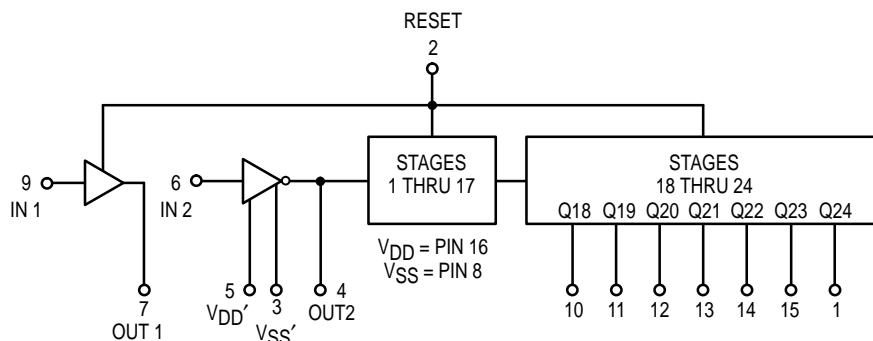 RESET
2
9
IN 1
6
IN 2
STAGES
1 THRU 17
STAGES
18 THRU 24
Q18 Q19 Q20 Q21 Q22 Q23 Q24
VDD = PIN 16
VSS = PIN 8
7
OUT 1
5
VDD′
3
VSS′
4
OUT2
10 11 12 13 14 15 1